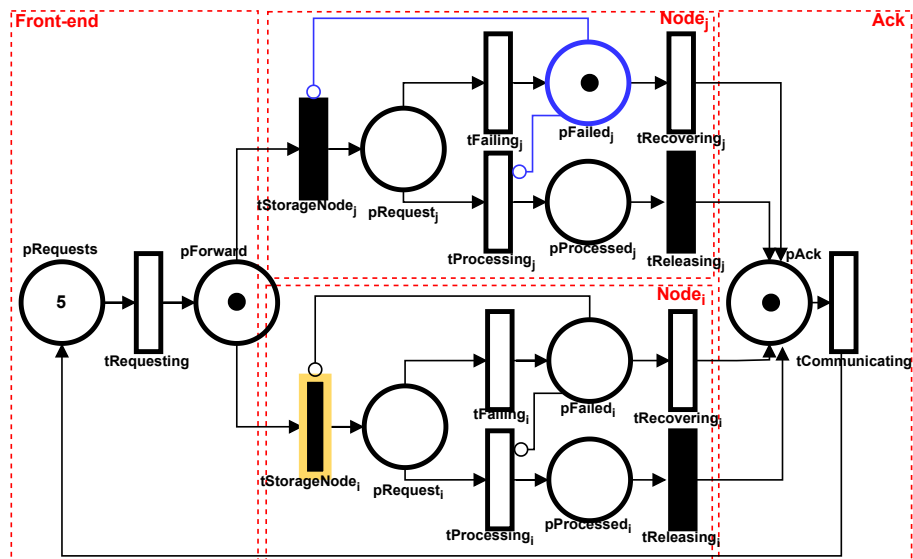 Front-end
Node_j
Ack
tFailing_j
pFailed_j
tRecovering_j
tStorageNode_j
pRequest_j
tProcessing_j
pProcessed_j
tReleasing_j
pRequests
pForward
pAck
5
tRequesting
Node_i
tCommunicating
tFailing_i
pFailed_i
tRecovering_i
tStorageNode_i
pRequest_i
tProcessing_i
pProcessed_i
tReleasing_i